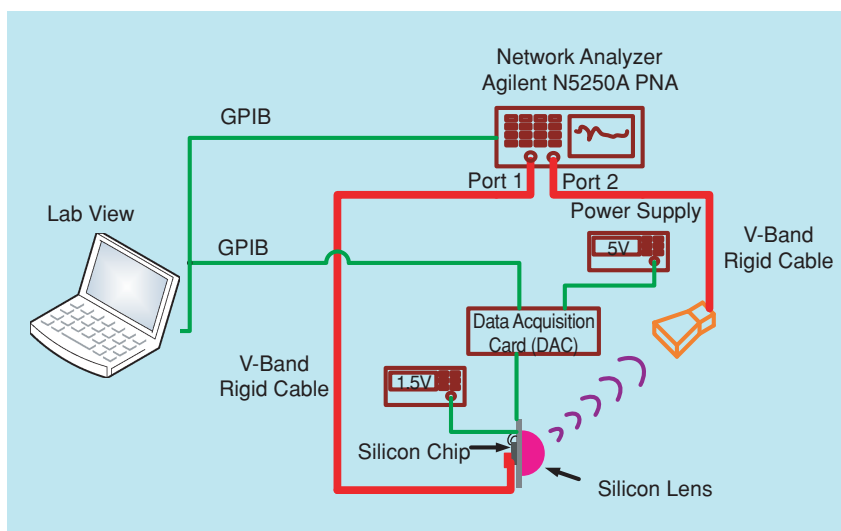 Network Analyzer
Agilent N5250A PNA
GPIB
Port 1
Port 2
Lab View
Power Supply
GPIB
5V
V-Band
Rigid Cable
Data Acquisition
Card (DAC)
V-Band
Rigid Cable
1.5V
Silicon Chip
Silicon Lens